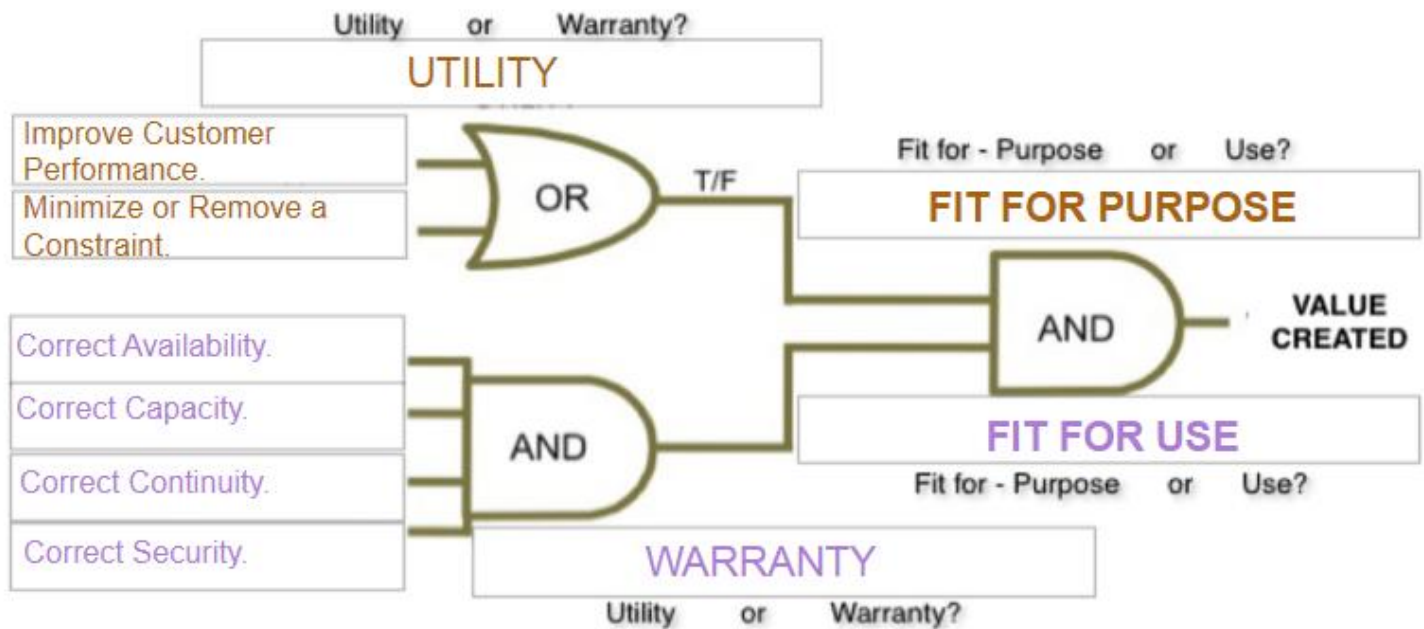 Utility or Warranty?
UTILITY
Improve Customer
Performance.
Minimize or Remove a
Constraint.
OR
T/F
Fit for - Purpose or Use?
FIT FOR PURPOSE
AND
VALUE
CREATED
Correct Availability.
Correct Capacity.
Correct Continuity.
Correct Security.
AND
FIT FOR USE
Fit for - Purpose or Use?
WARRANTY
Utility or Warranty?